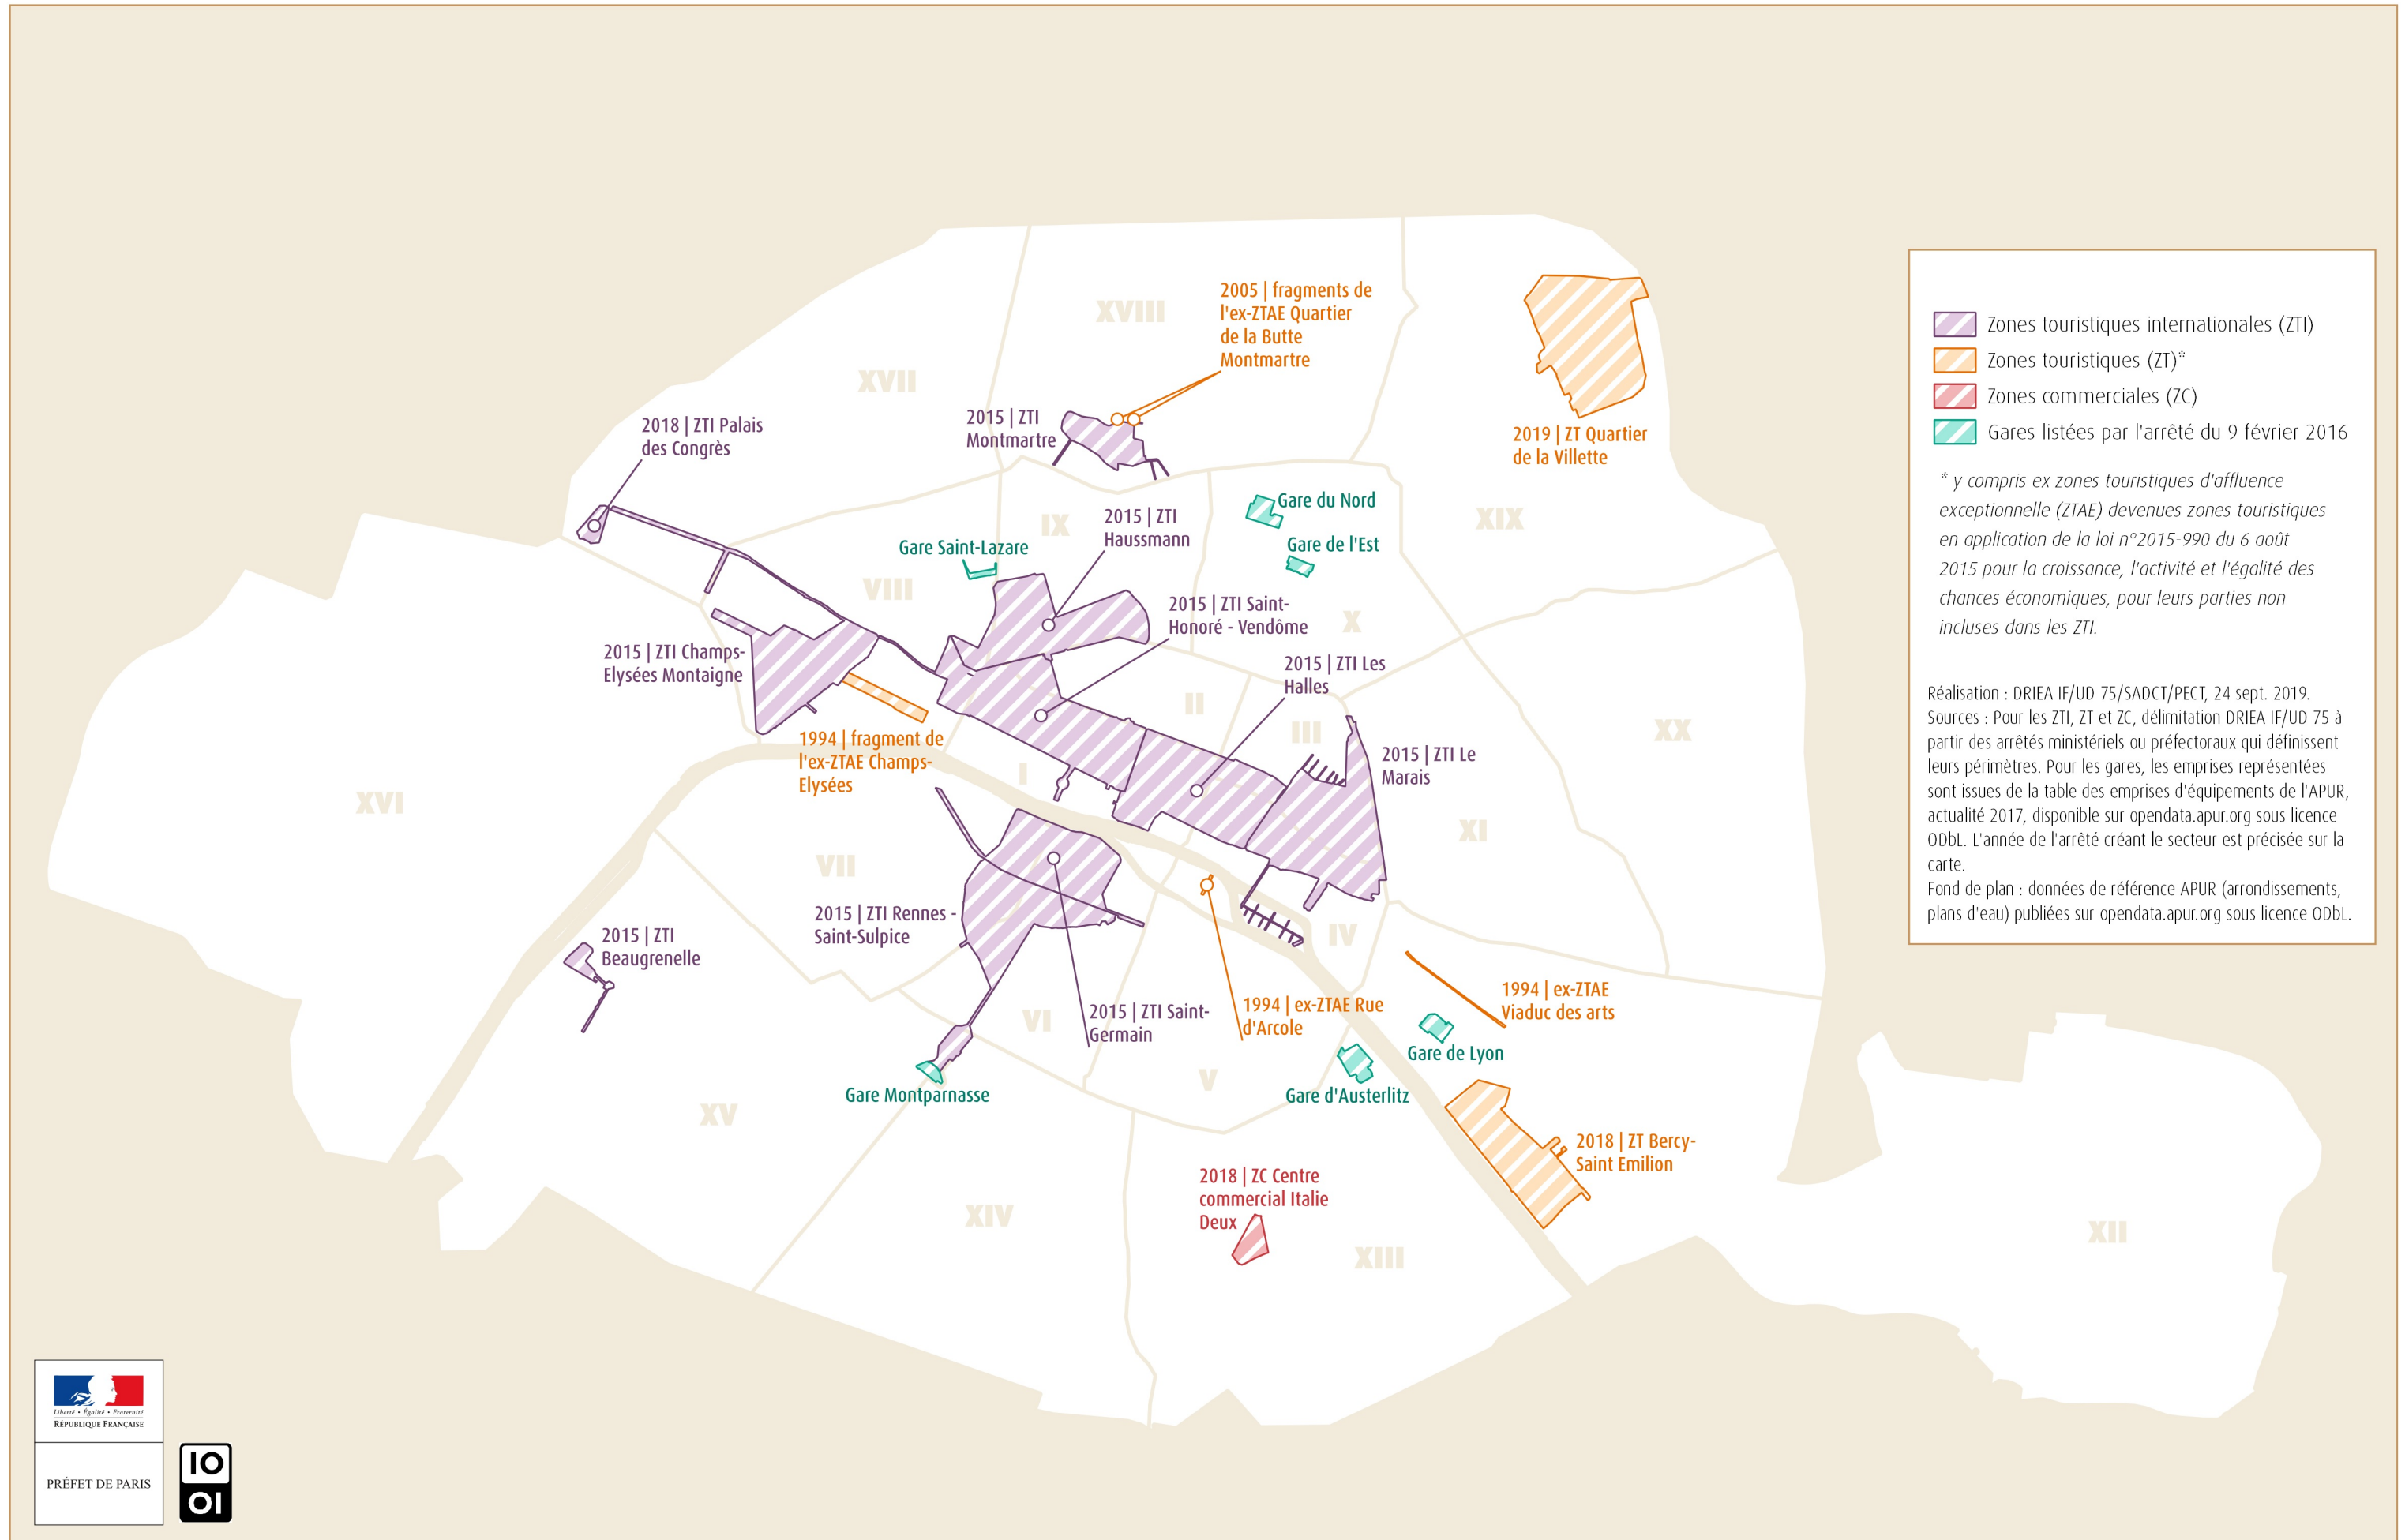 2005 | fragments de
l'ex-ZTAE Quartier
de la Butte
Montmartre
XVIII
XVII
2018 | ZTI Palais
des Congrès
2015 | ZTI
Montmartre
2019 | ZT Quartier
de la Villette
Gare du Nord
Gare de l'Est
XIX
IX
2015 | ZTI
Haussmann
Gare Saint-Lazare
VIII
2015 | ZTI Saint-
Honoré - Vendôme
X
2015 | ZTI Champs-
Elysées Montaigne
2015 | ZTI Les
Halles
II
III
XX
1994 | fragment de
l'ex-ZTAE Champs-
Elysées
I
2015 | ZTI Le
Marais
XVI
XI
VII
2015 | ZTI Rennes -
Saint-Sulpice
2015 | ZTI
Beaugrenelle
IV
1994 | ex-ZTAE
Viaduc des arts
2015 | ZTI Saint-
Germain
1994 | ex-ZTAE Rue
d'Arcole
VI
Gare de Lyon
V
Gare Montparnasse
Gare d'Austerlitz
XV
2018 | ZT Bercy-
Saint Emilion
2018 | ZC Centre
commercial Italie
Deux
XIV
XIII
XII
Zones touristiques internationales (ZTI)
Zones touristiques (ZT)*
Zones commerciales (ZC)
Gares listées par l'arrêté du 9 février 2016
* y compris ex-zones touristiques d'affluence
exceptionnelle (ZTAE) devenues zones touristiques
en application de la loi n°2015-990 du 6 août
2015 pour la croissance, l'activité et l'égalité des
chances économiques, pour leurs parties non
incluses dans les ZTI.
Réalisation : DRIEA IF/UD 75/SADCT/PECT, 24 sept. 2019.
Sources : Pour les ZTI, ZT et ZC, délimitation DRIEA IF/UD 75 à
partir des arrêtés ministériels ou préfectoraux qui définissent
leurs périmètres. Pour les gares, les emprises représentées
sont issues de la table des emprises d'équipements de l'APUR,
actualité 2017, disponible sur opendata.apur.org sous licence
ODbL. L'année de l'arrêté créant le secteur est précisée sur la
carte.
Fond de plan : données de référence APUR (arrondissements,
plans d'eau) publiées sur opendata.apur.org sous licence ODbL.
Liberté • Égalité • Fraternité
RÉPUBLIQUE FRANÇAISE
PRÉFET DE PARIS
IO
OI